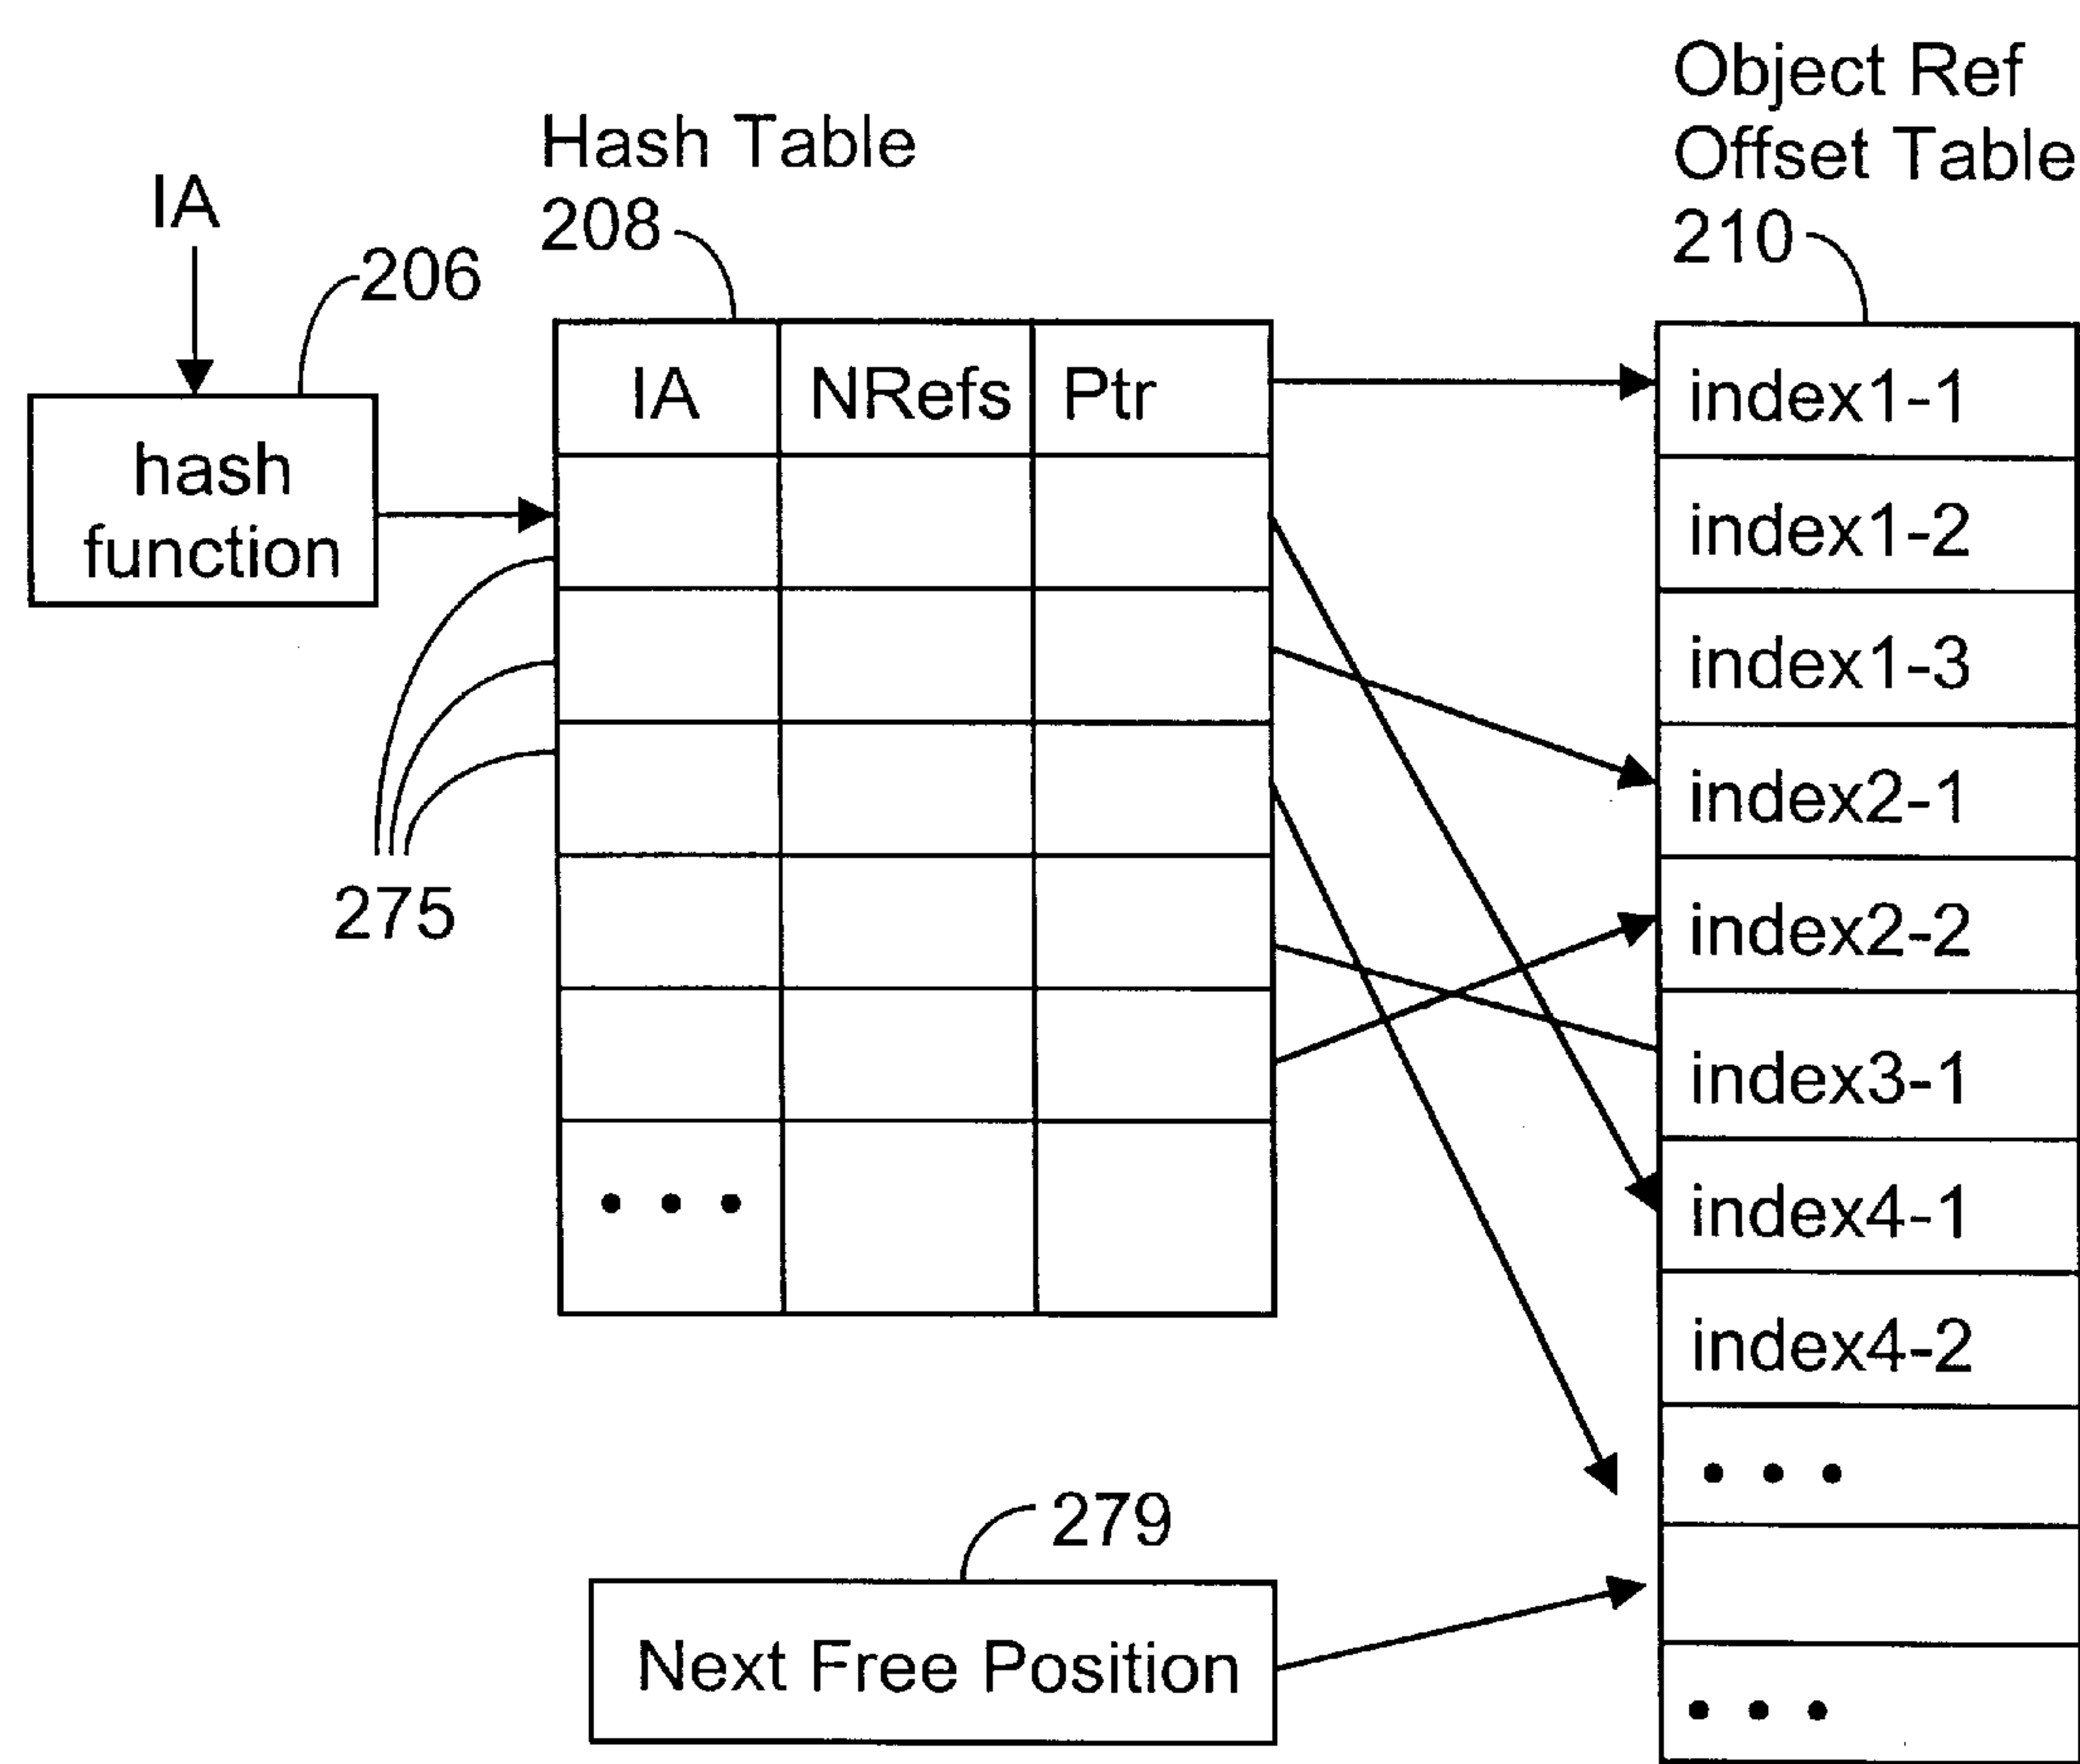 Object Ref
Offset Table
210
Hash Table
208
IA
206
hash
function
IA NRefs Ptr
275
index1-1
index1-2
index1-3
index2-1
index2-2
index3-1
index4-1
index4-2
• • •
• • •
• • •
279
Next Free Position